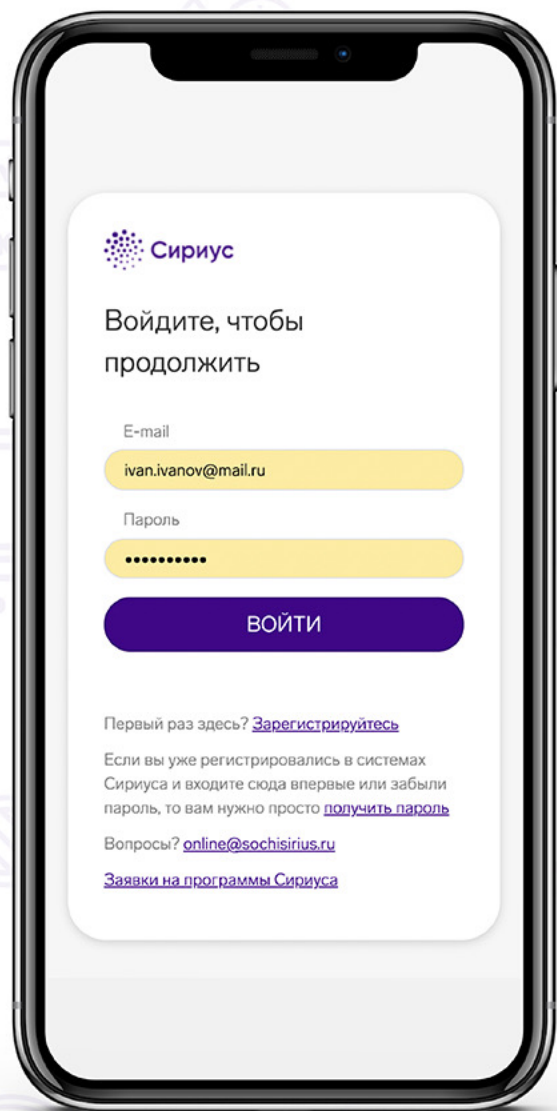 Сириус
Войдите, чтобы
продолжить
E-mail
ivan.ivanov@mail.ru
Пароль
••••••••••
ВОЙТИ
Первый раз здесь? Зарегистрируйтесь
Если вы уже регистрировались в системах
Сириуса и входите сюда впервые или забыли
пароль, то вам нужно просто получить пароль
Вопросы? online@sochisirius.ru
Заявки на программы Сириуса